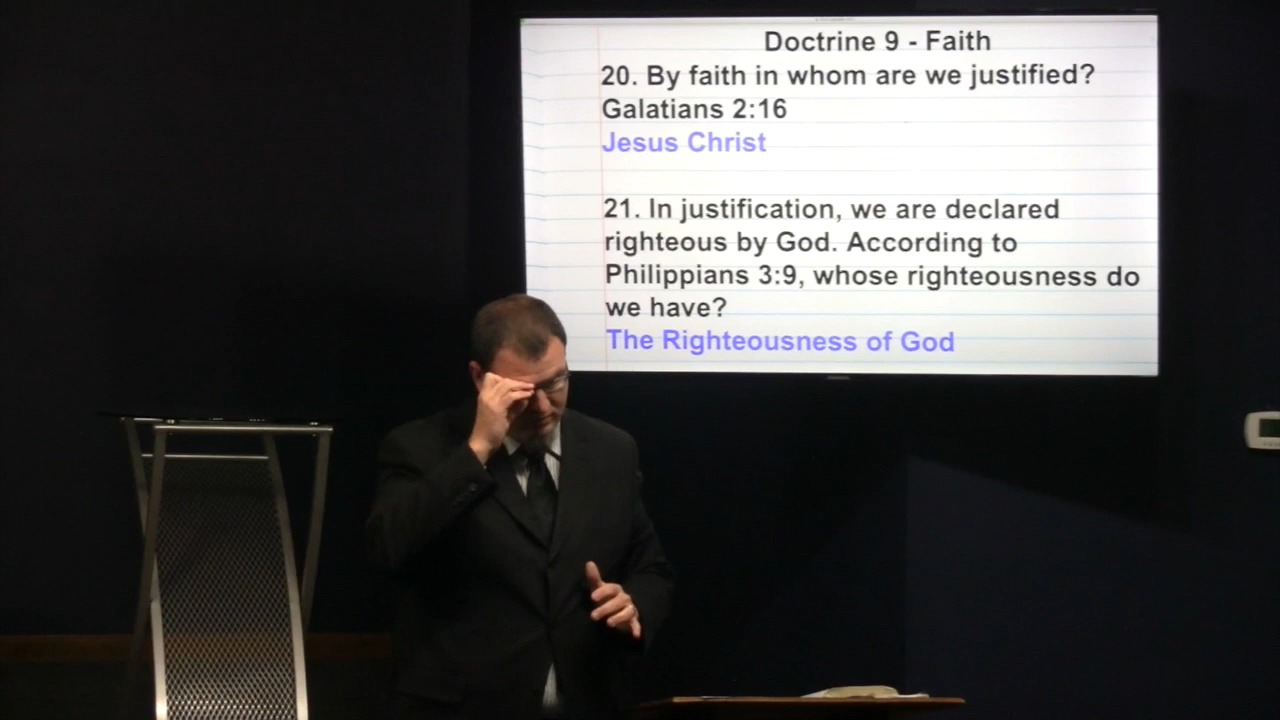 Doctrine 9 - Faith
20. By faith in whom are we justified?
Galatians 2:16
Jesus Christ
21. In justification, we are declared
righteous by God. According to
Philippians 3:9, whose righteousness do
we have?
The Righteousness of God